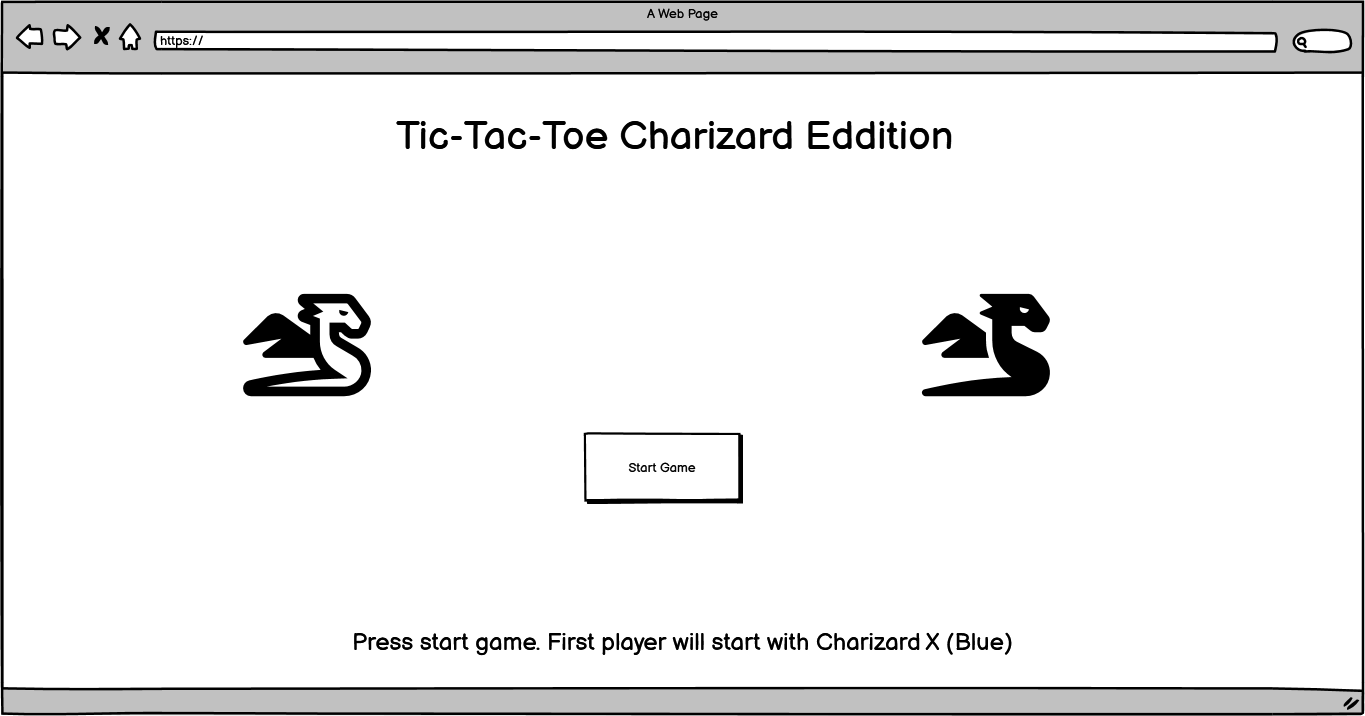 A Web Page
https://
Tic-Tac-Toe Charizard Eddition
Start Game
Press start game. First player will start with Charizard X (Blue)